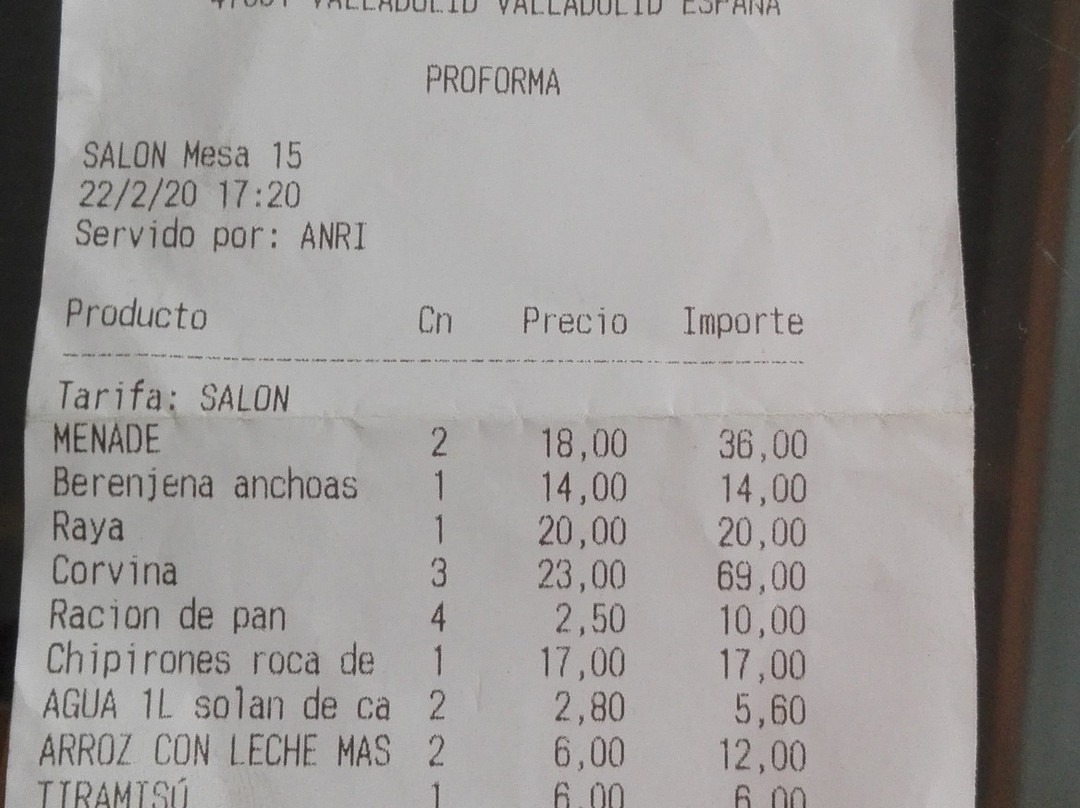 VALLADOLID VALLADOLID ESPAÑA
PROFORMA
SALON Mesa 15
22/2/20 17:20
Servido por: ANRI
Producto Cn Precio Importe
Tarifa: SALON
MENADE 2 18,00 36,00
Berenjena anchoas 1 14,00 14,00
Raya 1 20,00 20,00
Corvina 3 23,00 69,00
Racion de pan 4 2,50 10,00
Chipirones roca de 1 17,00 17,00
AGUA 1L solan de ca 2 2,80 5,60
ARROZ CON LECHE MAS 2 6,00 12,00
TIRAMISÚ 1 6,00 6,00